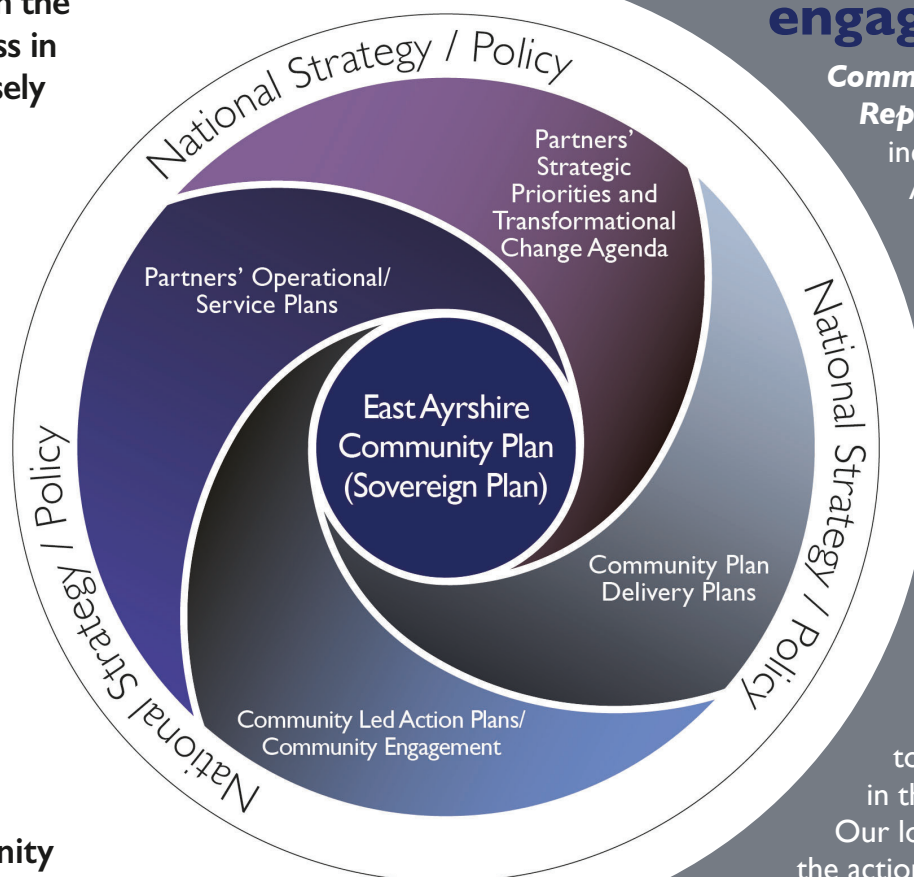 n the
ss in
sely
engag
Comm
Rep
inc
National Strategy / Policy
Partners’
Strategic
Priorities and
Transformational
Change Agenda
Partners’ Operational/
Service Plans
National Strategy / Policy
East Ayrshire
Community Plan
(Sovereign Plan)
National Strategy / Policy
Community Plan
Delivery Plans
Community Led Action Plans/
Community Engagement
to
in th
Our lo
nity
the action